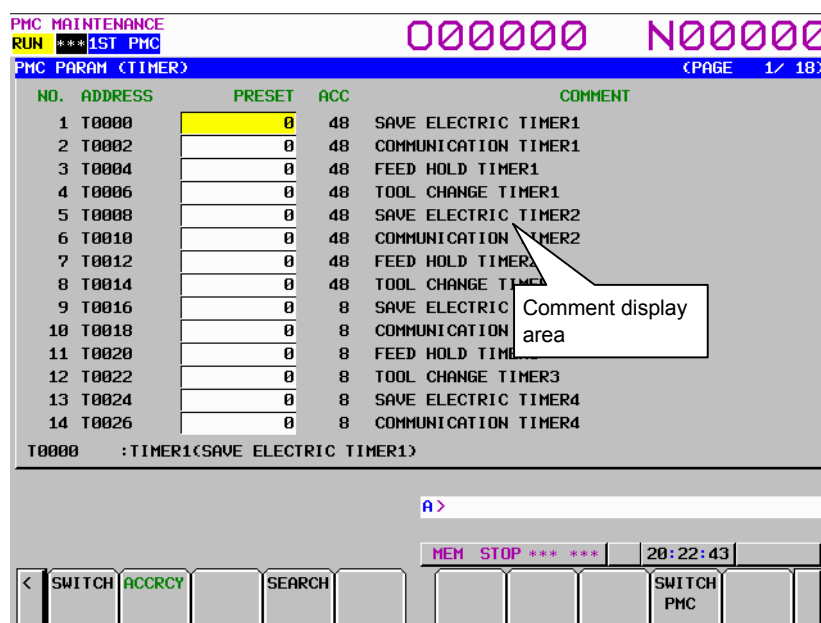 PMC MAINTENANCE
RUN ***1ST PMC O00000 N00000
PMC PARAM (TIMER) (PAGE 1/ 18)
NO. ADDRESS PRESET ACC COMMENT
1 T0000 0 48 SAVE ELECTRIC TIMER1
2 T0002 0 48 COMMUNICATION TIMER1
3 T0004 0 48 FEED HOLD TIMER1
4 T0006 0 48 TOOL CHANGE TIMER1
5 T0008 0 48 SAVE ELECTRIC TIMER2
6 T0010 0 48 COMMUNICATION TIMER2
7 T0012 0 48 FEED HOLD TIMER2
8 T0014 0 48 TOOL CHANGE
9 T0016 0 8 SAVE ELECTRIC
10 T0018 0 8 COMMUNICATION
11 T0020 0 8 FEED HOLD
12 T0022 0 8 TOOL CHANGE TIMER3
13 T0024 0 8 SAVE ELECTRIC TIMER4
14 T0026 0 8 COMMUNICATION TIMER4
Comment display
area
T0000 :TIMER1(SAVE ELECTRIC TIMER1)
A>
MEM STOP *** *** 20:22:43
< SWITCH ACCRCY SEARCH SWITCH
PMC